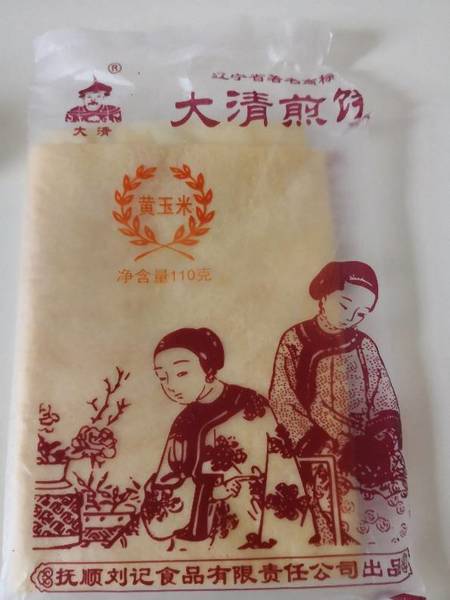 ®
辽宁省著名商标
大清煎饼
大清
黄玉米
净含量110克
抚顺刘记食品有限责任公司出品